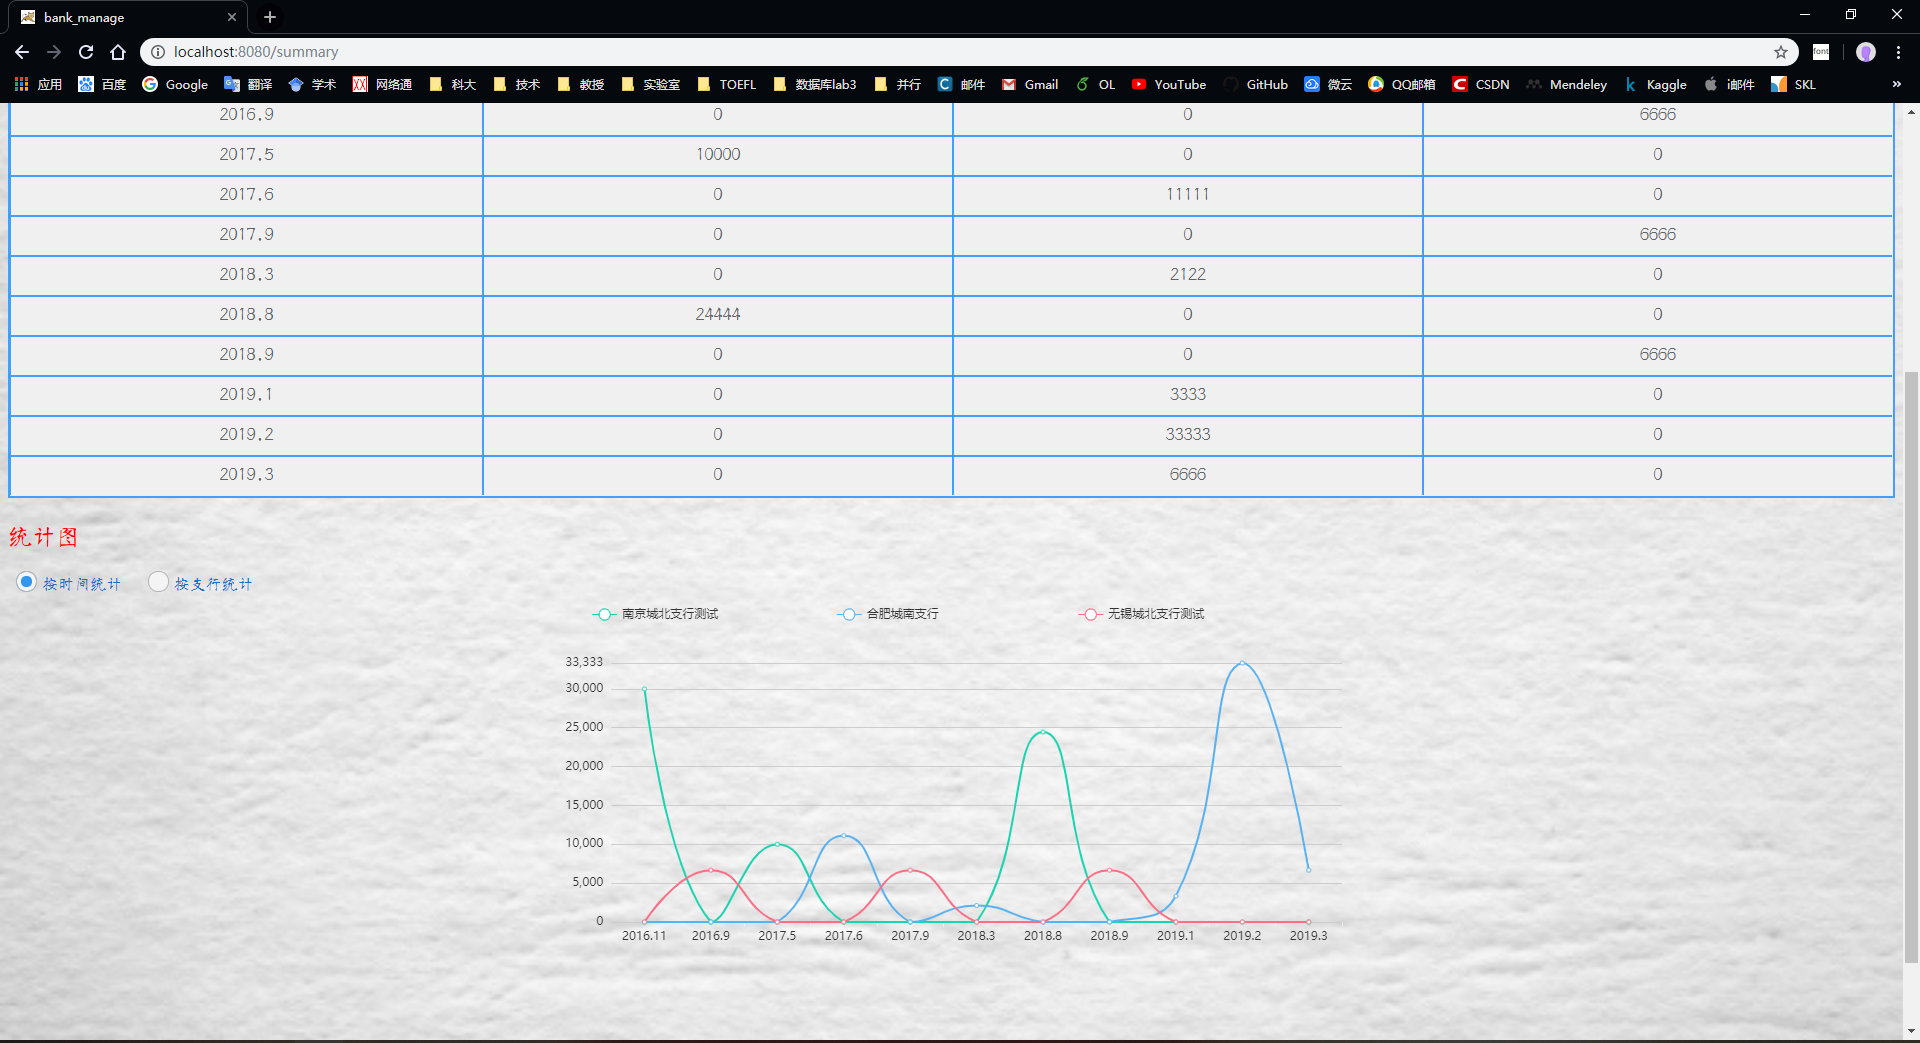 bank_manage
localhost:8080/summary
font
应用 百度 Google 翻译 学术 网络通 科大 技术 教授 实验室 TOEFL 数据库lab3 并行 邮件 Gmail OL YouTube GitHub 微云 QQ邮箱 CSDN Mendeley Kaggle i邮件 SKL »
2016.9 0 0 6666
2017.5 10000 0 0
2017.6 0 11111 0
2017.9 0 0 6666
2018.3 0 2122 0
2018.8 24444 0 0
2018.9 0 0 6666
2019.1 0 3333 0
2019.2 0 33333 0
2019.3 0 6666 0
统计图
按时间统计 按支行统计
南京城北支行测试 合肥城南支行 无锡城北支行测试
33,333
30,000
25,000
20,000
15,000
10,000
5,000
0
2016.11 2016.9 2017.5 2017.6 2017.9 2018.3 2018.8 2018.9 2019.1 2019.2 2019.3